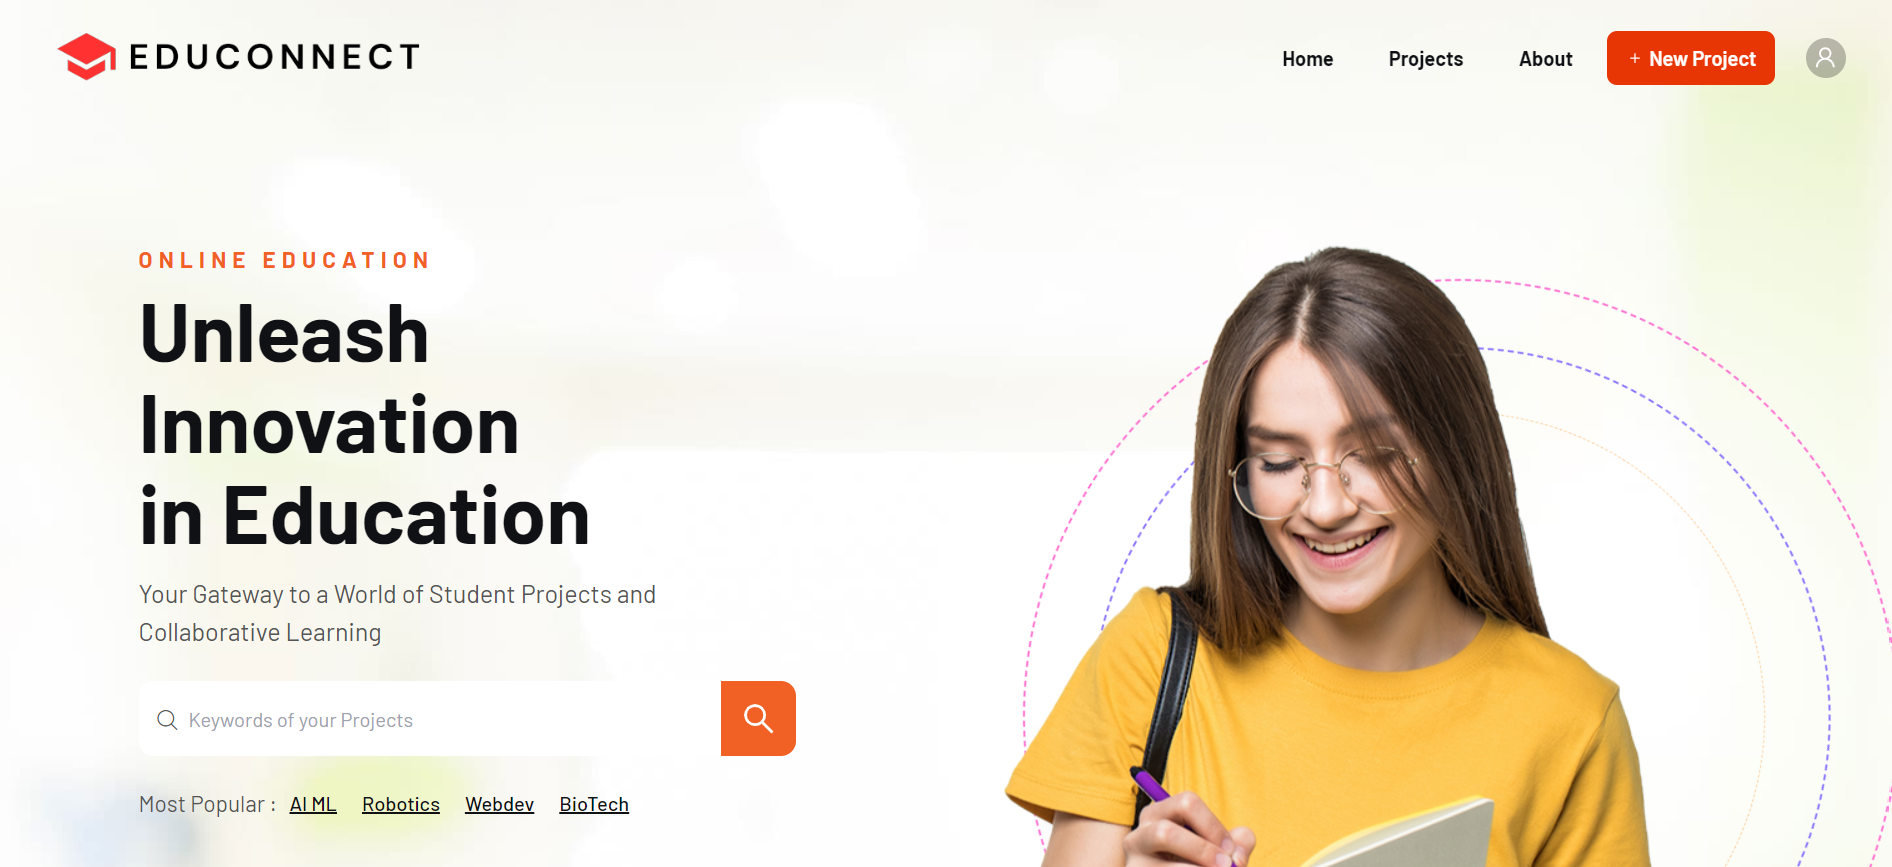 EDUCONNECT
Home
Projects
About
+ New Project
ONLINE EDUCATION
Unleash
Innovation
in Education
Your Gateway to a World of Student Projects and
Collaborative Learning
Keywords of your Projects
Most Popular : AI ML Robotics Webdev BioTech